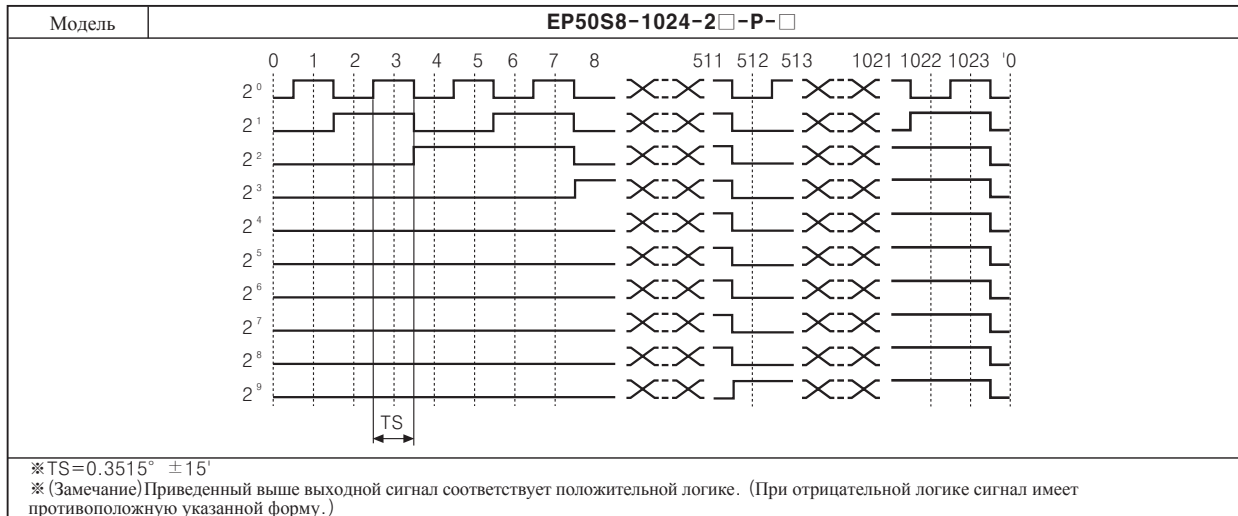 Модель
EP50S8-1024-2□-P-□
0 1 2 3 4 5 6 7 8 511 512 513 1021 1022 1023 '0
2⁰
2¹
2²
2³
2⁴
2⁵
2⁶
2⁷
2⁸
2⁹
TS
※TS=0.3515° ±15'
※(Замечание)Приведенный выше выходной сигнал соответствует положительной логике. (При отрицательной логике сигнал имеет
противоположную указанной форму.)